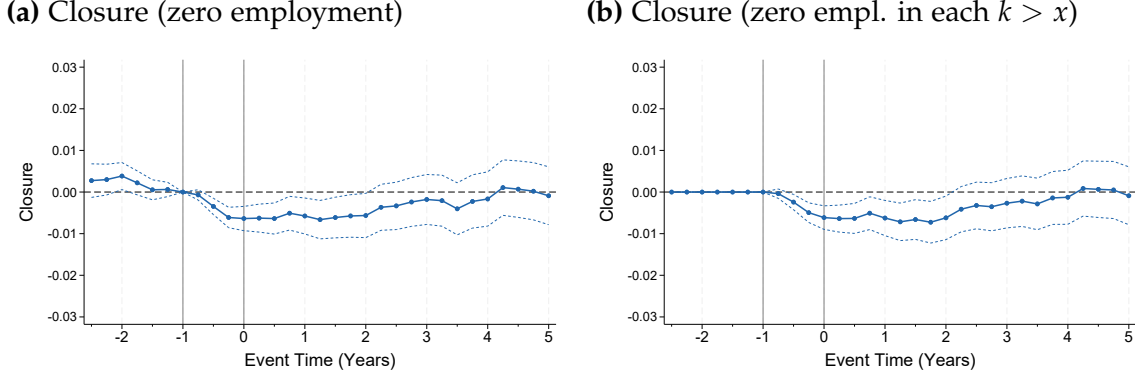 (a) Closure (zero employment)
0.03
0.02
0.01
0.00
-0.01
-0.02
-0.03
Closure
-2 -1 0 1 2 3 4 5
Event Time (Years)
(b) Closure (zero empl. in each k > x)
0.03
0.02
0.01
0.00
-0.01
-0.02
-0.03
Closure
-2 -1 0 1 2 3 4 5
Event Time (Years)